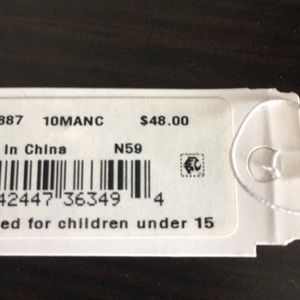 887 10MANC $48.00
In China N59
42447 36349 4
ed for children under 15